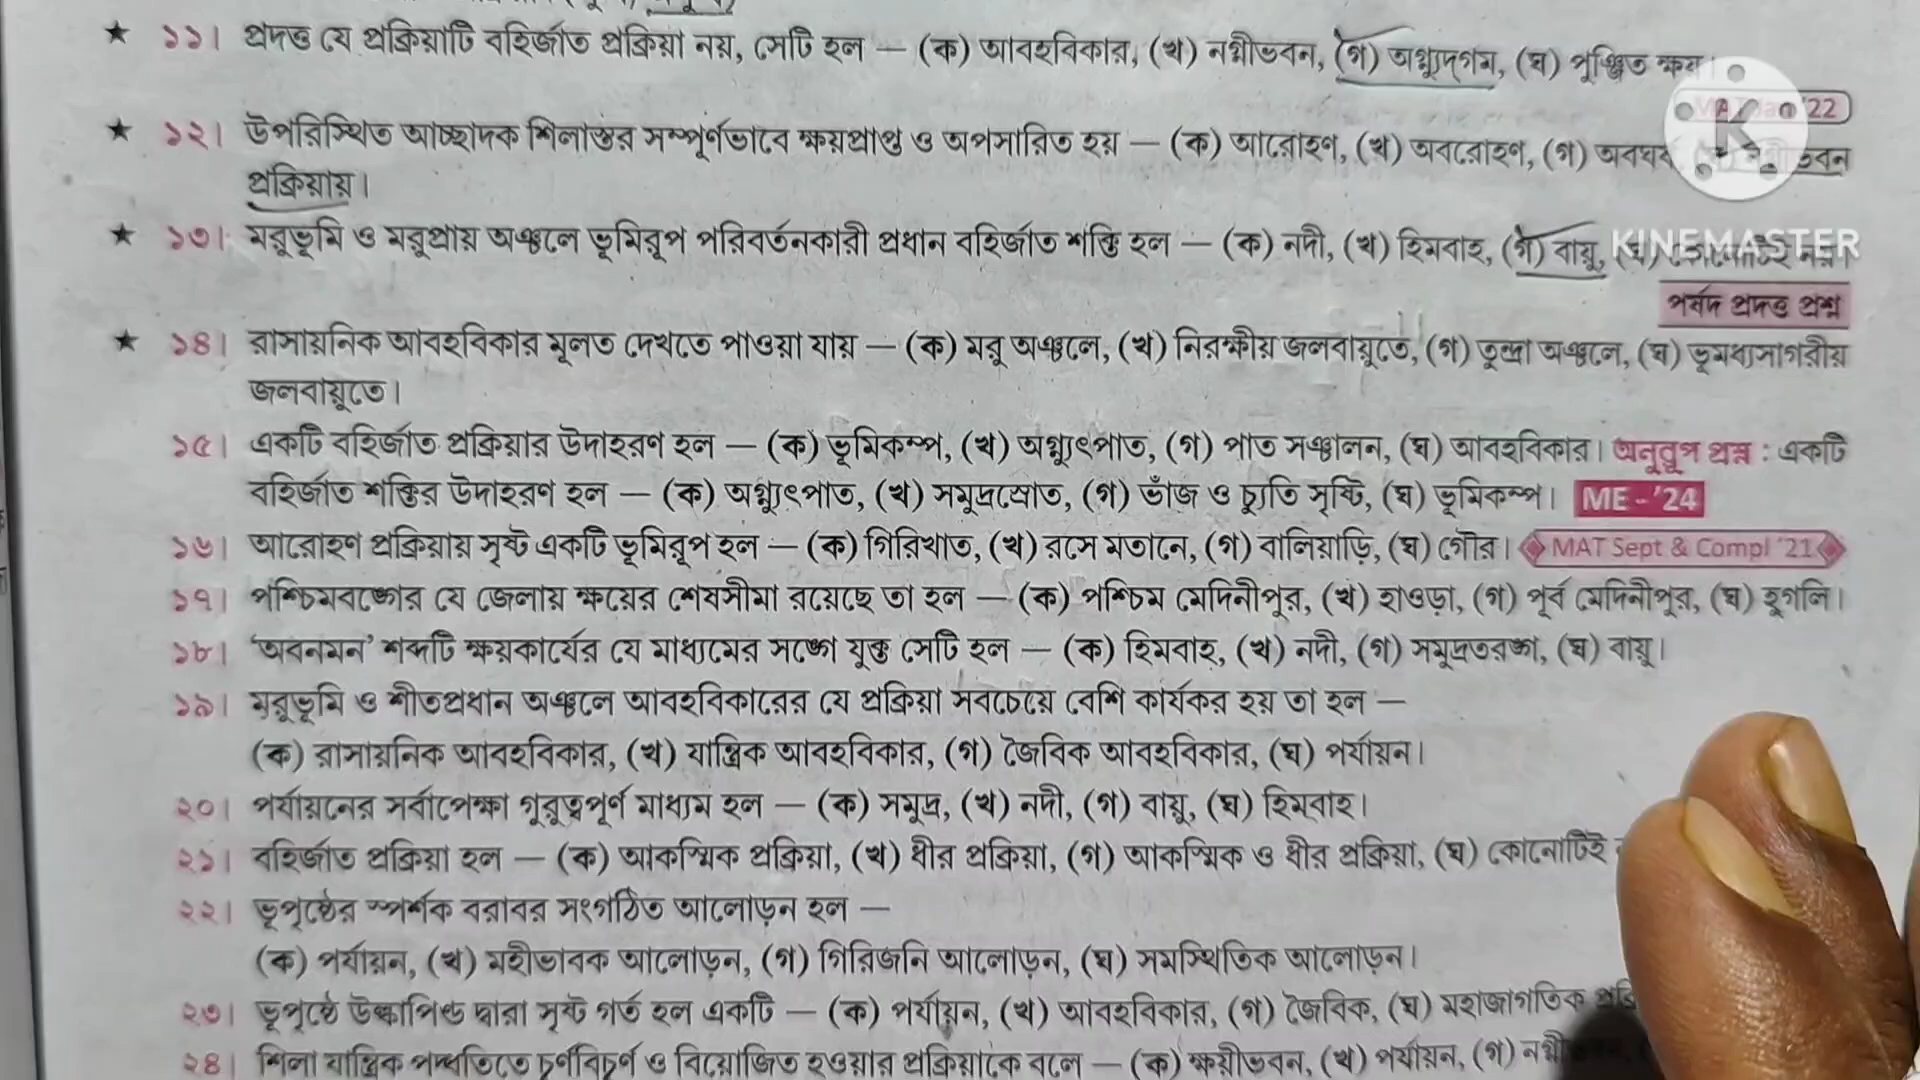 ★ ১১। প্রদত্ত যে প্রক্রিয়াটি বহির্জাত প্রক্রিয়া নয়, সেটি হল — (ক) আবহবিকার, (খ) নগ্নীভবন, (গ) অগ্ন্যুদ্‌গম, (ঘ) পুঞ্জিত ক্ষয়।
'22
★ ১২। উপরিস্থিত আচ্ছাদক শিলাস্তর সম্পূর্ণভাবে ক্ষয়প্রাপ্ত ও অপসারিত হয় — (ক) আরোহণ, (খ) অবরোহণ, (গ)
প্রক্রিয়ায়।
★ ১৩। মরুভূমি ও মরুপ্রায় অঞ্চলে ভূমিরূপ পরিবর্তনকারী প্রধান বহির্জাত শক্তি হল — (ক) নদী, (খ) হিমবাহ, (গ) বায়ু,
KINEMASTER
পর্ষদ প্রদত্ত প্রশ্ন
★ ১৪। রাসায়নিক আবহবিকার মূলত দেখতে পাওয়া যায় — (ক) মরু অঞ্চলে, (খ) নিরক্ষীয় জলবায়ুতে, (গ) তুন্দ্রা অঞ্চলে, (ঘ) ভূমধ্যসাগরীয়
জলবায়ুতে।
১৫। একটি বহির্জাত প্রক্রিয়ার উদাহরণ হল — (ক) ভূমিকম্প, (খ) অগ্ন্যুৎপাত, (গ) পাত সঞ্চালন, (ঘ) আবহবিকার। অনুরূপ প্রশ্ন : একটি
বহির্জাত শক্তির উদাহরণ হল — (ক) অগ্ন্যুৎপাত, (খ) সমুদ্রস্রোত, (গ) ভাঁজ ও চ্যুতি সৃষ্টি, (ঘ) ভূমিকম্প। ME - '24
১৬। আরোহণ প্রক্রিয়ায় সৃষ্ট একটি ভূমিরূপ হল — (ক) গিরিখাত, (খ) রসে মতানে, (গ) বালিয়াড়ি, (ঘ) গৌর। MAT Sept & Compl '21
১৭। পশ্চিমবঙ্গের যে জেলায় ক্ষয়ের শেষসীমা রয়েছে তা হল — (ক) পশ্চিম মেদিনীপুর, (খ) হাওড়া, (গ) পূর্ব মেদিনীপুর, (ঘ) হুগলি।
১৮। 'অবনমন' শব্দটি ক্ষয়কার্যের যে মাধ্যমের সঙ্গে যুক্ত সেটি হল — (ক) হিমবাহ, (খ) নদী, (গ) সমুদ্রতরঙ্গ, (ঘ) বায়ু।
১৯। মরুভূমি ও শীতপ্রধান অঞ্চলে আবহবিকারের যে প্রক্রিয়া সবচেয়ে বেশি কার্যকর হয় তা হল —
(ক) রাসায়নিক আবহবিকার, (খ) যান্ত্রিক আবহবিকার, (গ) জৈবিক আবহবিকার, (ঘ) পর্যায়ন।
২০। পর্যায়নের সর্বাপেক্ষা গুরুত্বপূর্ণ মাধ্যম হল — (ক) সমুদ্র, (খ) নদী, (গ) বায়ু, (ঘ) হিমবাহ।
২১। বহির্জাত প্রক্রিয়া হল — (ক) আকস্মিক প্রক্রিয়া, (খ) ধীর প্রক্রিয়া, (গ) আকস্মিক ও ধীর প্রক্রিয়া, (ঘ) কোনোটিই
২২। ভূপৃষ্ঠের স্পর্শক বরাবর সংগঠিত আলোড়ন হল —
(ক) পর্যায়ন, (খ) মহীভাবক আলোড়ন, (গ) গিরিজনি আলোড়ন, (ঘ) সমস্থিতিক আলোড়ন।
২৩। ভূপৃষ্ঠে উল্কাপিণ্ড দ্বারা সৃষ্ট গর্ত হল একটি — (ক) পর্যায়ন, (খ) আবহবিকার, (গ) জৈবিক, (ঘ) মহাজাগতিক
২৪। শিলা যান্ত্রিক পদ্ধতিতে চূর্ণবিচূর্ণ ও বিয়োজিত হওয়ার প্রক্রিয়াকে বলে — (ক) ক্ষয়ীভবন, (খ) পর্যায়ন, (গ)